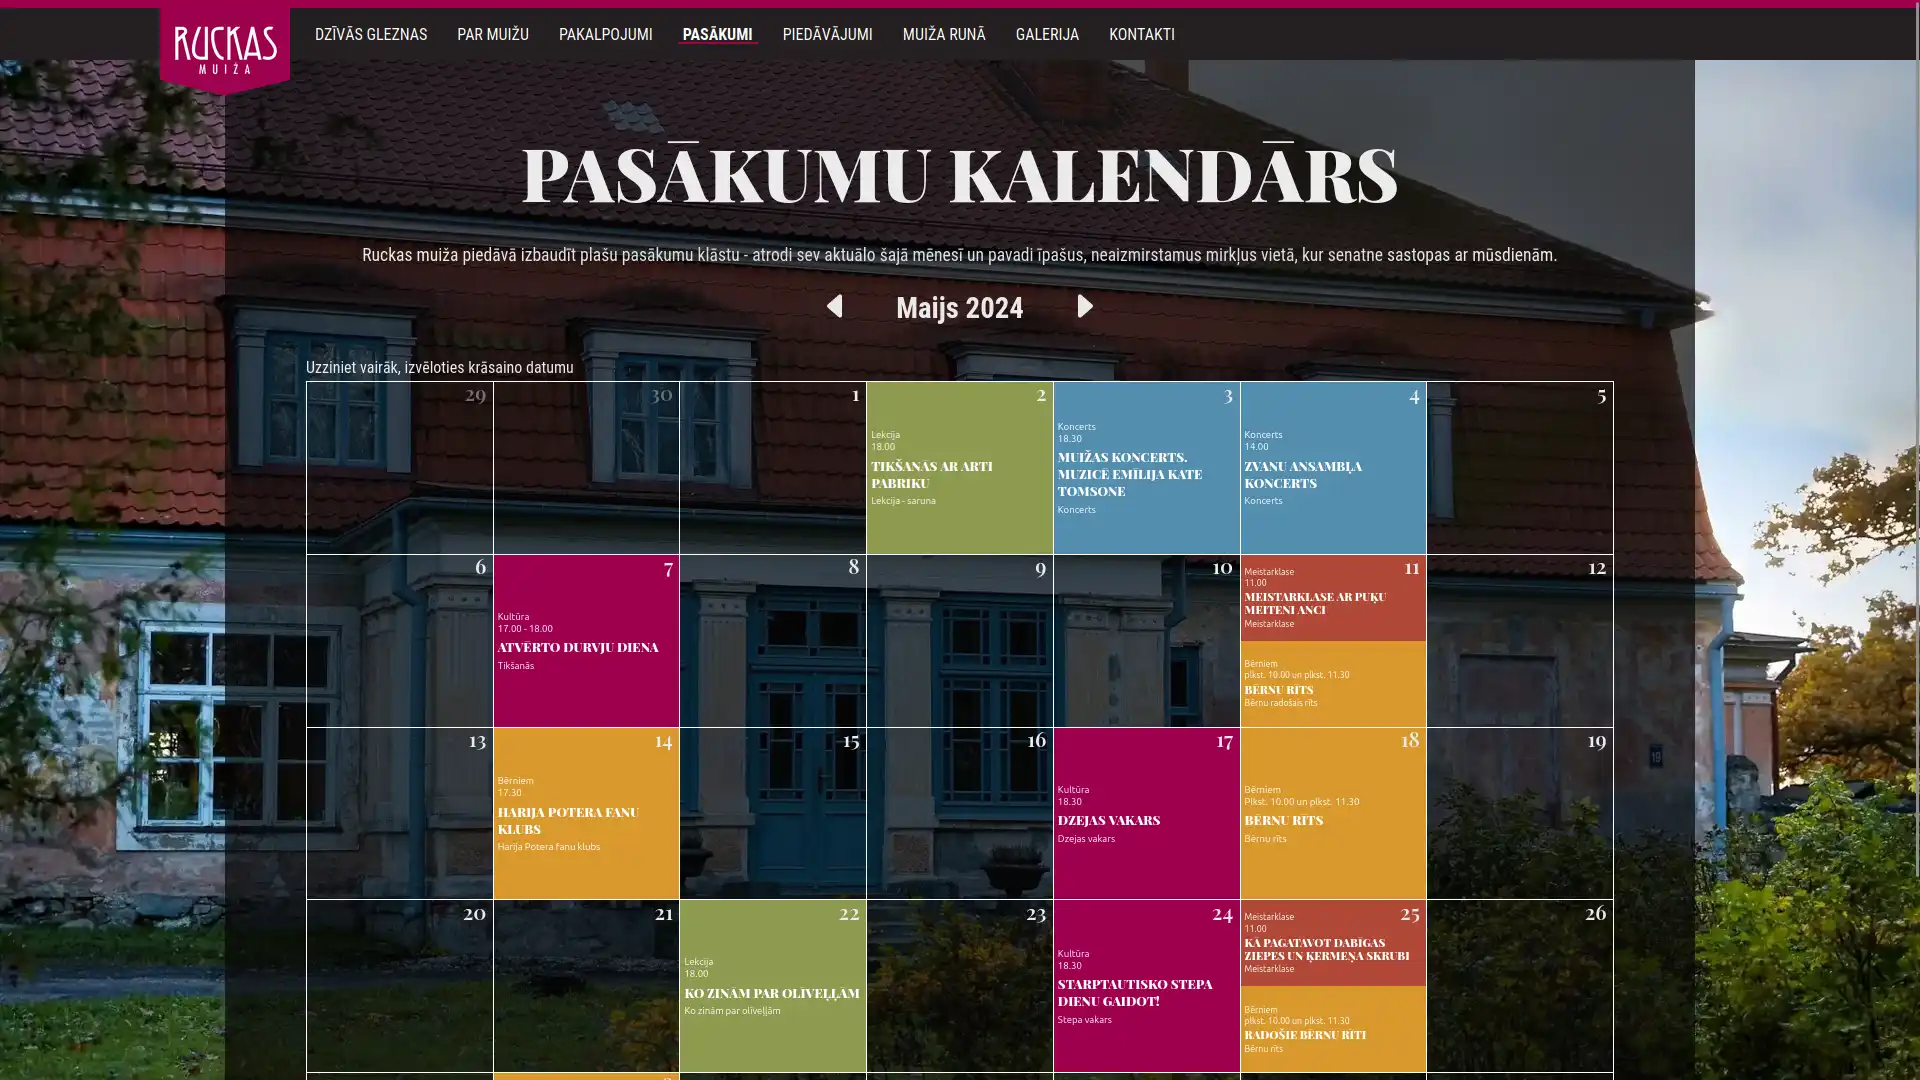 RUCKAS
MUIŽA
DZĪVĀS GLEZNAS
PAR MUIŽU
PAKALPOJUMI
PASĀKUMI
PIEDĀVĀJUMI
MUIŽA RUNĀ
GALERIJA
KONTAKTI
PASĀKUMU KALENDĀRS
Ruckas muiža piedāvā izbaudīt plašu pasākumu klāstu - atrodi sev aktuālo šajā mēnesī un pavadi īpašus, neaizmirstamus mirkļus vietā, kur senatne sastopas ar mūsdienām.
Maijs 2024
Uzziniet vairāk, izvēloties krāsaino datumu
29
30
1
2
Lekcija
18.00
TIKŠANĀS AR ARTI
PABRIKU
Lekcija - saruna
3
Koncerts
18.30
MUIŽAS KONCERTS.
MUZICĒ EMĪLIJA KATE
TOMSONE
Koncerts
4
Koncerts
14.00
ZVANU ANSAMBĻA
KONCERTS
Koncerts
5
6
7
Kultūra
17.00 - 18.00
ATVĒRTO DURVJU DIENA
Tikšanās
8
9
10
11
Meistarklase
11.00
MEISTARKLASE AR PUĶU
MEITENI ANCI
Meistarklase
Bērniem
plkst. 10.00 un plkst. 11.30
BĒRNU RĪTS
Bērnu radošais rīts
12
13
14
Bērniem
17.30
HARIJA POTERA FANU
KLUBS
Harija Potera fanu klubs
15
16
17
Kultūra
18.30
DZEJAS VAKARS
Dzejas vakars
18
Bērniem
Plkst. 10.00 un plkst. 11.30
BĒRNU RĪTS
Bērnu rīts
19
20
21
22
Lekcija
18.00
KO ZINĀM PAR OLĪVEĻĻĀM
Ko zinām par olīveļļām
23
24
Kultūra
18.30
STARPTAUTISKO STEPA
DIENU GAIDOT!
Stepa vakars
25
Meistarklase
11.00
KĀ PAGATAVOT DABĪGAS
ZIEPES UN ĶERMEŅA SKRUBI
Meistarklase
Bērniem
plkst. 10.00 un plkst. 11.30
RADOŠIE BĒRNU RĪTI
Bērnu rīts
26